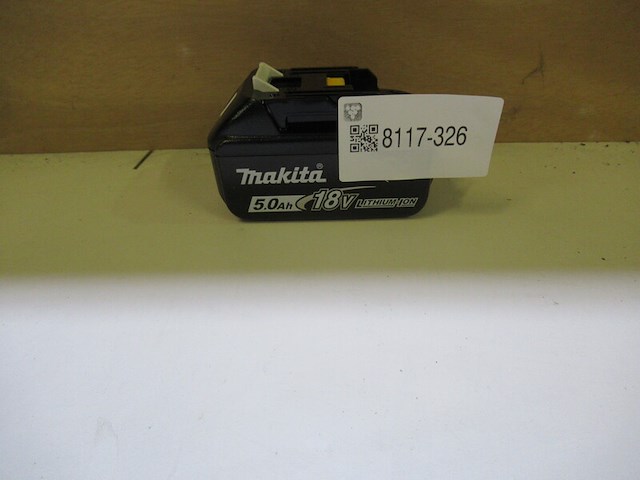 8117-326
Makita®
5.0Ah 18V LITHIUM-ION